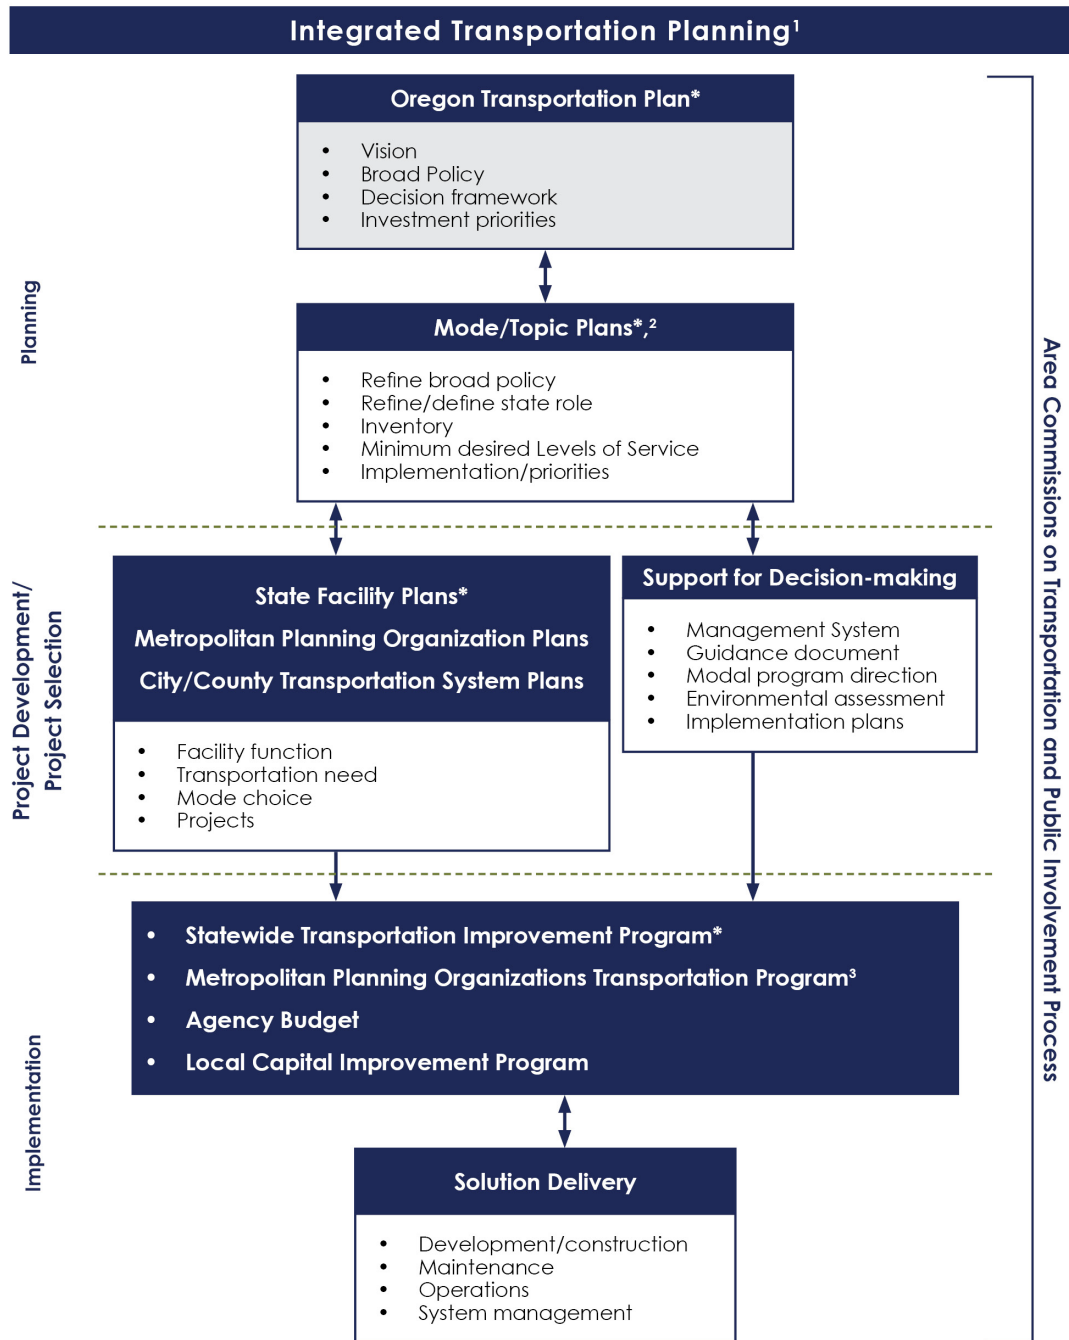 Integrated Transportation Planning¹
Oregon Transportation Plan*
• Vision
• Broad Policy
• Decision framework
• Investment priorities
Planning
Mode/Topic Plans*,²
• Refine broad policy
• Refine/define state role
• Inventory
• Minimum desired Levels of Service
• Implementation/priorities
Project Development/
Project Selection
State Facility Plans*
Metropolitan Planning Organization Plans
City/County Transportation System Plans
• Facility function
• Transportation need
• Mode choice
• Projects
Support for Decision-making
• Management System
• Guidance document
• Modal program direction
• Environmental assessment
• Implementation plans
Implementation
• Statewide Transportation Improvement Program*
• Metropolitan Planning Organizations Transportation Program³
• Agency Budget
• Local Capital Improvement Program
Solution Delivery
• Development/construction
• Maintenance
• Operations
• System management
Area Commissions on Transportation and Public Involvement Process